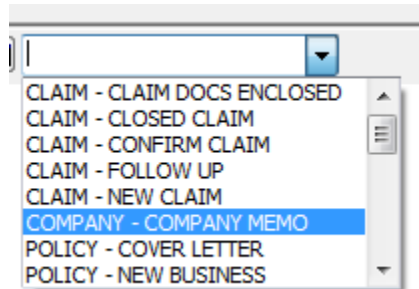 CLAIM - CLAIM DOCS ENCLOSED
CLAIM - CLOSED CLAIM
CLAIM - CONFIRM CLAIM
CLAIM - FOLLOW UP
CLAIM - NEW CLAIM
COMPANY - COMPANY MEMO
POLICY - COVER LETTER
POLICY - NEW BUSINESS